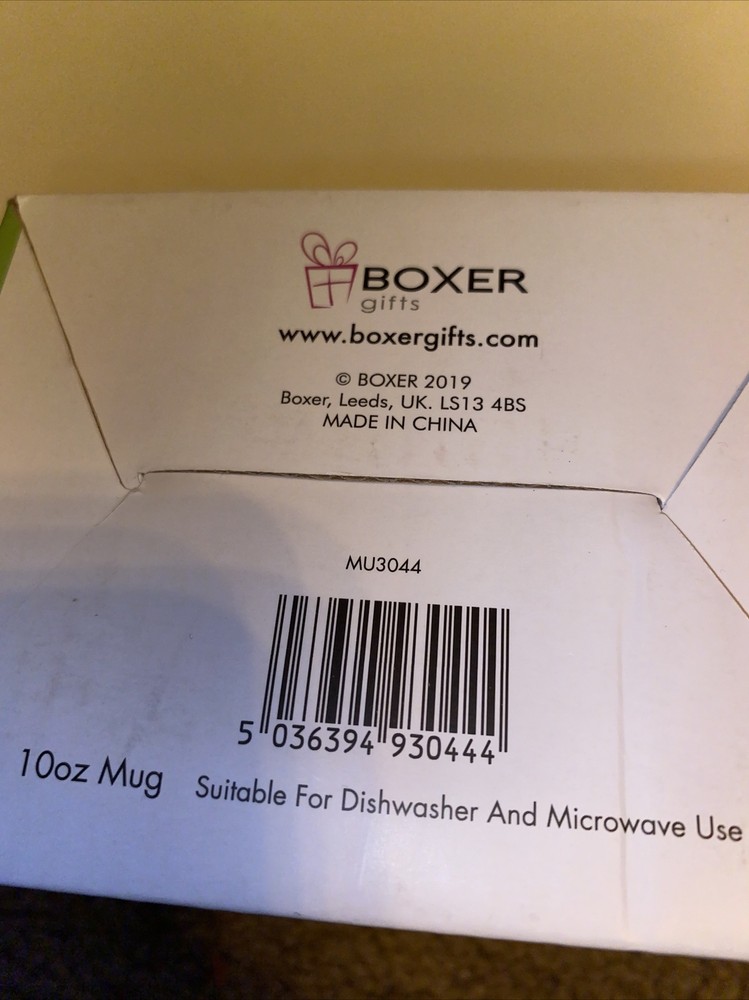 BOXER
gifts
www.boxergifts.com
© BOXER 2019
Boxer, Leeds, UK. LS13 4BS
MADE IN CHINA
MU3044
5 036394 930444
10oz Mug Suitable For Dishwasher And Microwave Use